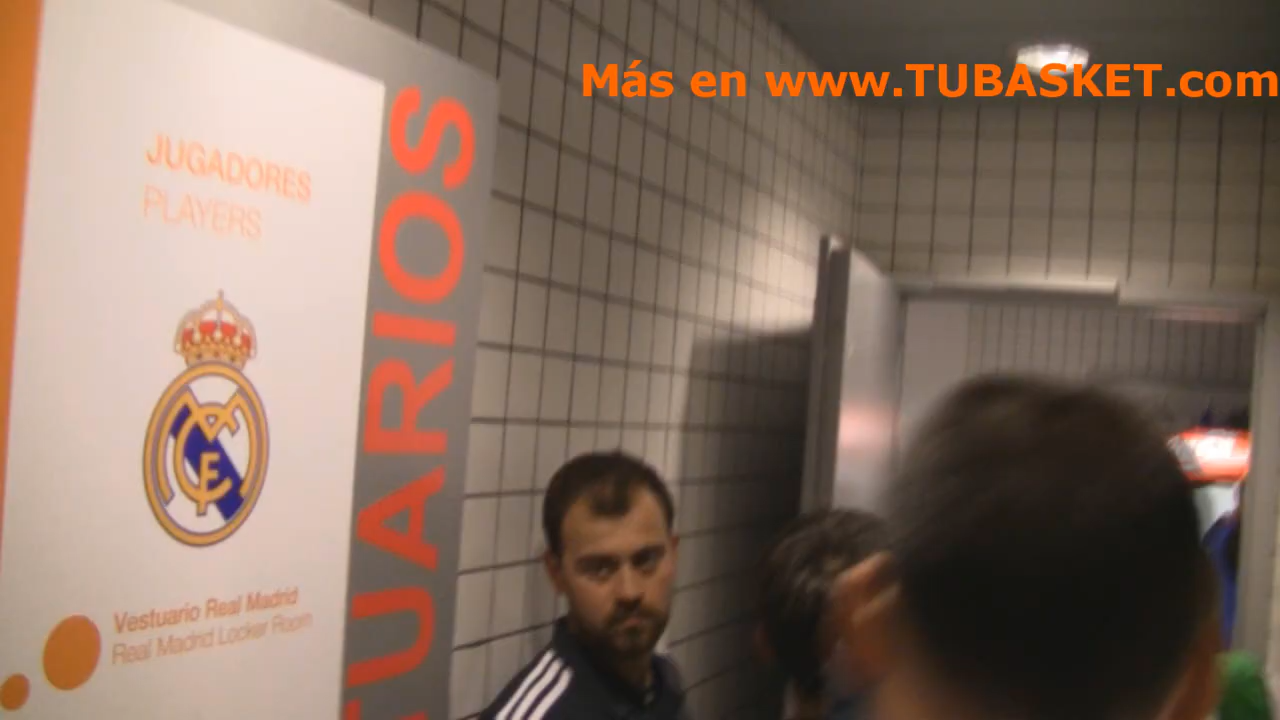 Más en www.TUBASKET.com
JUGADORES
PLAYERS
TUARIOS
Vestuario Real Madrid
Real Madrid Locker Room